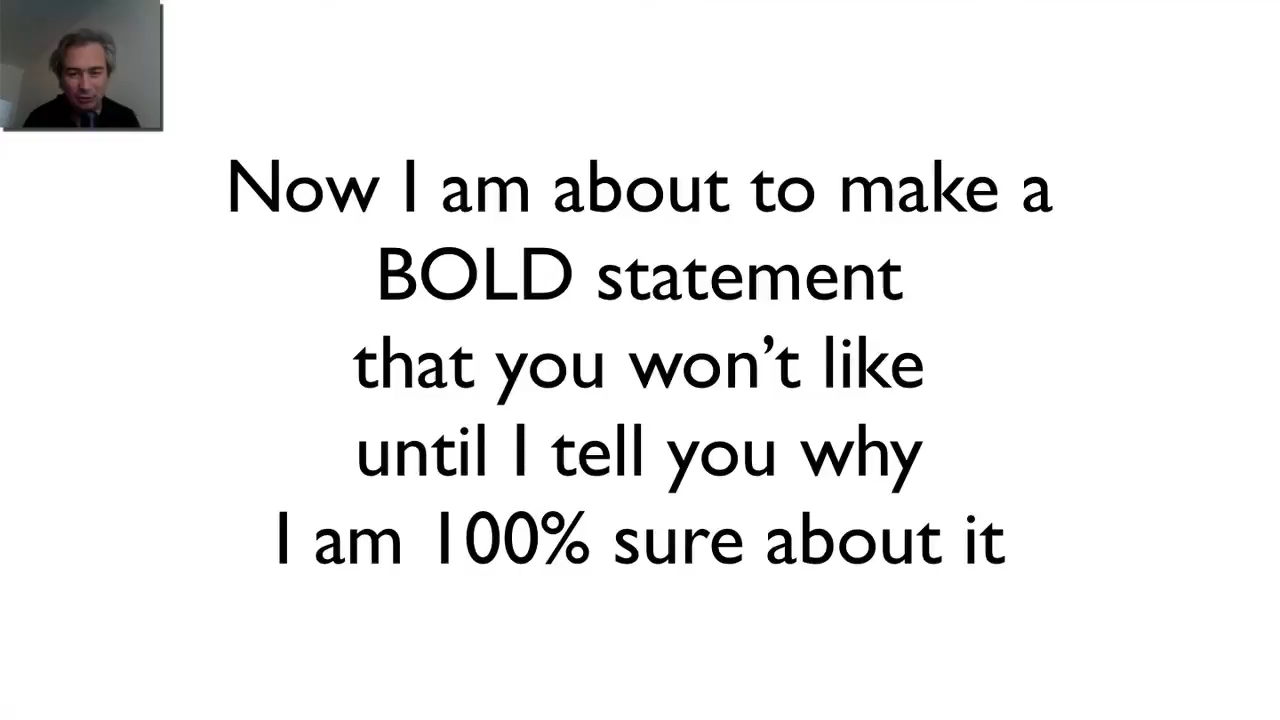 Now I am about to make a
BOLD statement
that you won’t like
until I tell you why
I am 100% sure about it